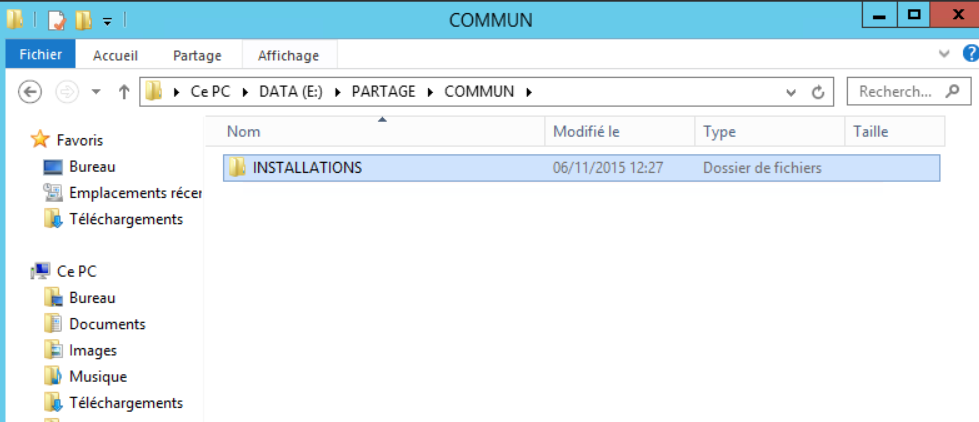 COMMUN
Fichier Accueil Partage Affichage
Ce PC DATA (E:) PARTAGE COMMUN Recherch...
Nom Modifié le Type Taille
INSTALLATIONS 06/11/2015 12:27 Dossier de fichiers
Favoris
Bureau
Emplacements récer
Téléchargements
Ce PC
Bureau
Documents
Images
Musique
Téléchargements